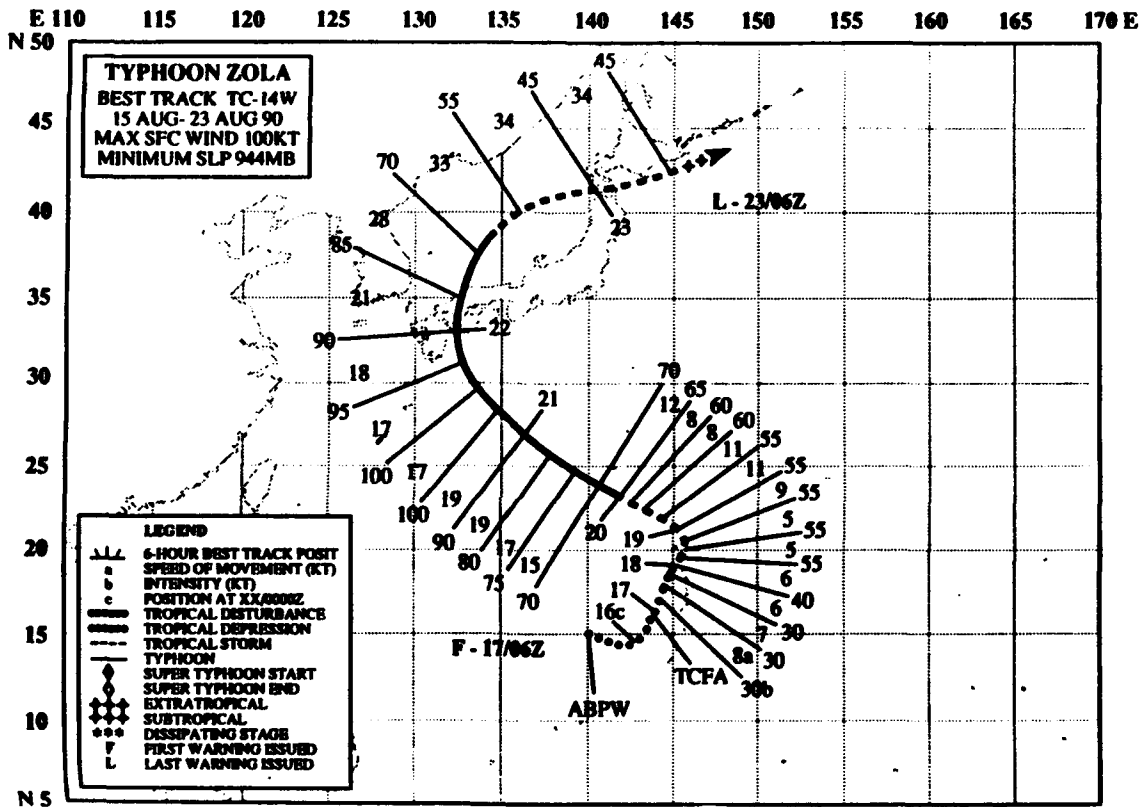 E 110 115 120 125 130 135 140 145 150 155 160 165 170 E
N 50
TYPHOON ZOLA
BEST TRACK TC-14W
15 AUG- 23 AUG 90
MAX SFC WIND 100KT
MINIMUM SLP 944MB
45
40
35
30
25
20
15
10
N 5
45
45
55
34
34
33
70
28
85
21
90
22
18
95
17
100
17
100
19
90
21
19
80
17
75
15
70
70
20
12
65
8
60
8
60
11
55
11
55
19
9
55
5
55
5
55
18
6
40
6
30
17
7
30
16c
8a
30b
TCFA
ABPW
F - 17/06Z
L - 23/06Z
23
LEGEND
6-HOUR BEST TRACK POSIT
a SPEED OF MOVEMENT (KT)
b INTENSITY (KT)
c POSITION AT XX/0000Z
TROPICAL DISTURBANCE
TROPICAL DEPRESSION
TROPICAL STORM
TYPHOON
SUPER TYPHOON START
SUPER TYPHOON END
EXTRATROPICAL
SUBTROPICAL
DISSIPATING STAGE
F FIRST WARNING ISSUED
L LAST WARNING ISSUED